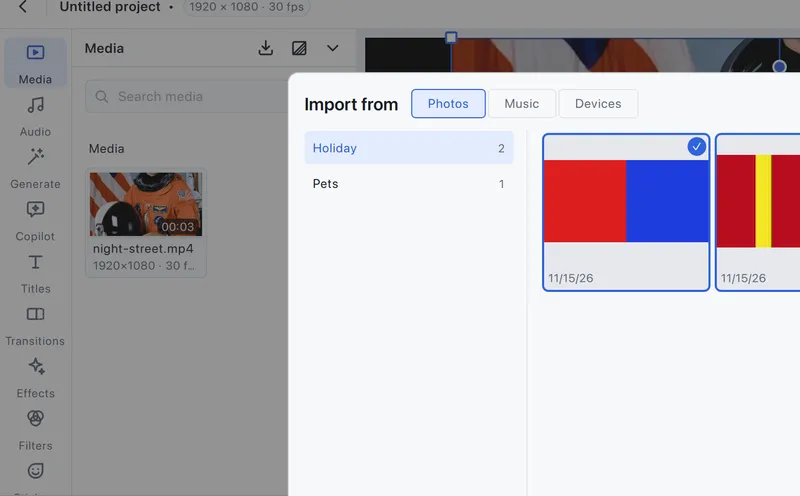 Untitled project •
1920 × 1080 · 30 fps
Media
Media
Audio
Generate
Copilot
Titles
Transitions
Effects
Filters
Search media
Media
00:03
night-street.mp4
1920×1080 · 30 f...
Import from
Photos
Music
Devices
Holiday
2
Pets
1
11/15/26
11/15/26